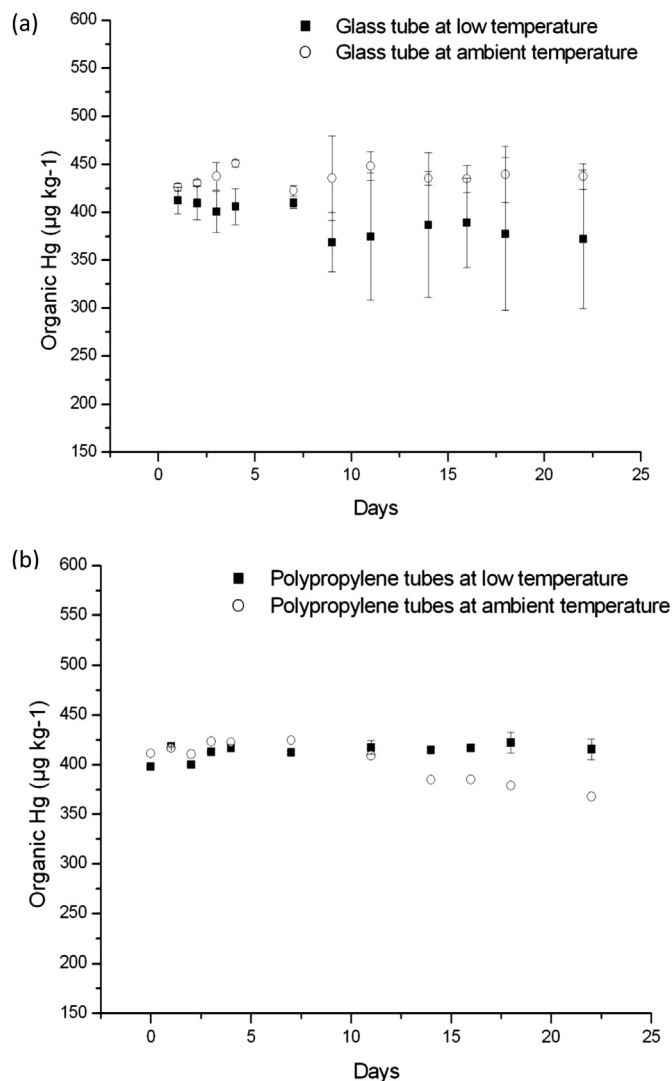 (a)
Glass tube at low temperature
Glass tube at ambient temperature
600
550
500
450
400
350
300
250
200
150
Organic Hg (µg kg-1)
0 5 10 15 20 25
Days
(b)
Polypropylene tubes at low temperature
Polypropylene tubes at ambient temperature
600
550
500
450
400
350
300
250
200
150
Organic Hg (µg kg-1)
0 5 10 15 20 25
Days